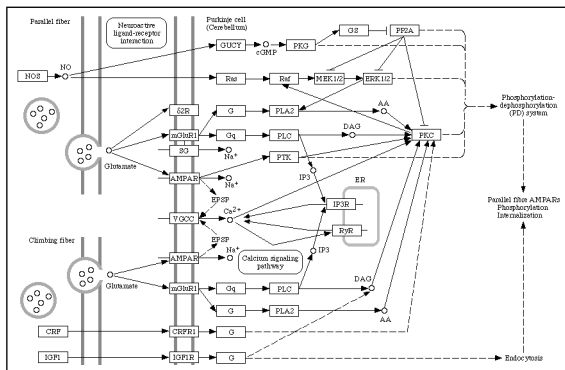 Parallel fiber
Neuroactive
ligand-receptor
interaction
Purkinje cell
(Cerebellum)
GS
PP2A
GUCY
cGMP
PKG
NOS
NO
Ras
Raf
MEK1/2
ERK1/2
δ2R
G
PLA2
AA
Phosphorylation-
dephosphorylation
(PD) system
mGluR1
Gq
PLC
DAG
PKC
SG
Na+
Glutamate
PTK
AMPAR
Na+
IP3
ER
EPSP
IP3R
Parallel fibre AMPARs
Phosphorylation
Internalization
VGCC
Ca2+
RyR
EPSP
Climbing fiber
AMPAR
Na+
Calcium signaling
pathway
IP3
Glutamate
mGluR1
Gq
PLC
DAG
G
PLA2
AA
CRF
CRFR1
G
IGF1
IGF1R
G
Endocytosis